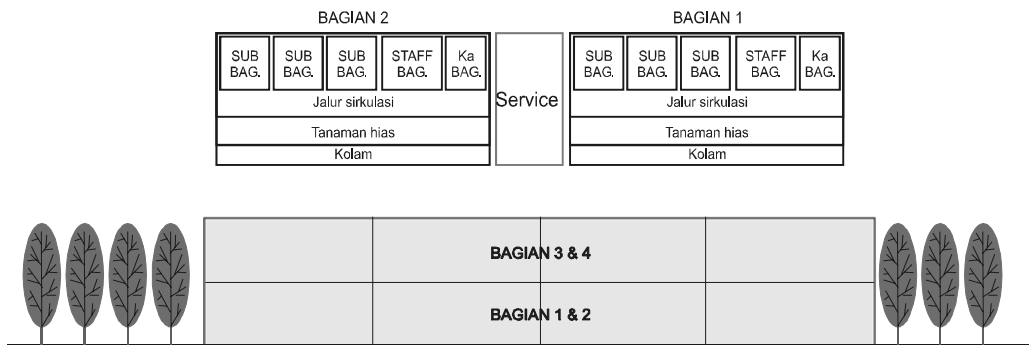 BAGIAN 2
BAGIAN 1
SUB BAG.
SUB BAG.
SUB BAG.
STAFF BAG.
Ka BAG.
Jalur sirkulasi
Tanaman hias
Kolam
Service
SUB BAG.
SUB BAG.
SUB BAG.
STAFF BAG.
Ka BAG.
Jalur sirkulasi
Tanaman hias
Kolam
BAGIAN 3 & 4
BAGIAN 1 & 2